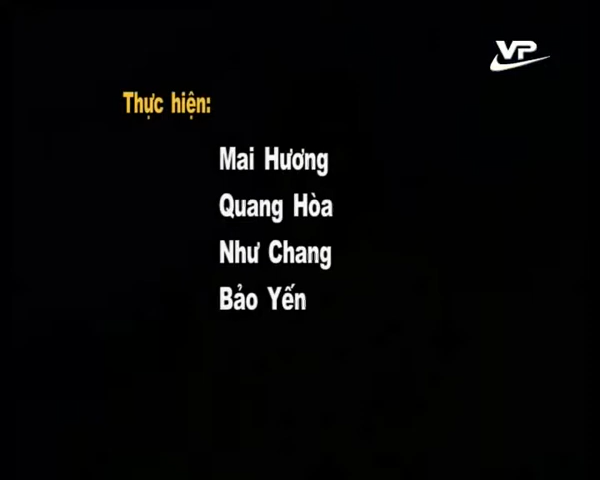 VP
Thực hiện:
Mai Hương
Quang Hòa
Như Chang
Bảo Yến